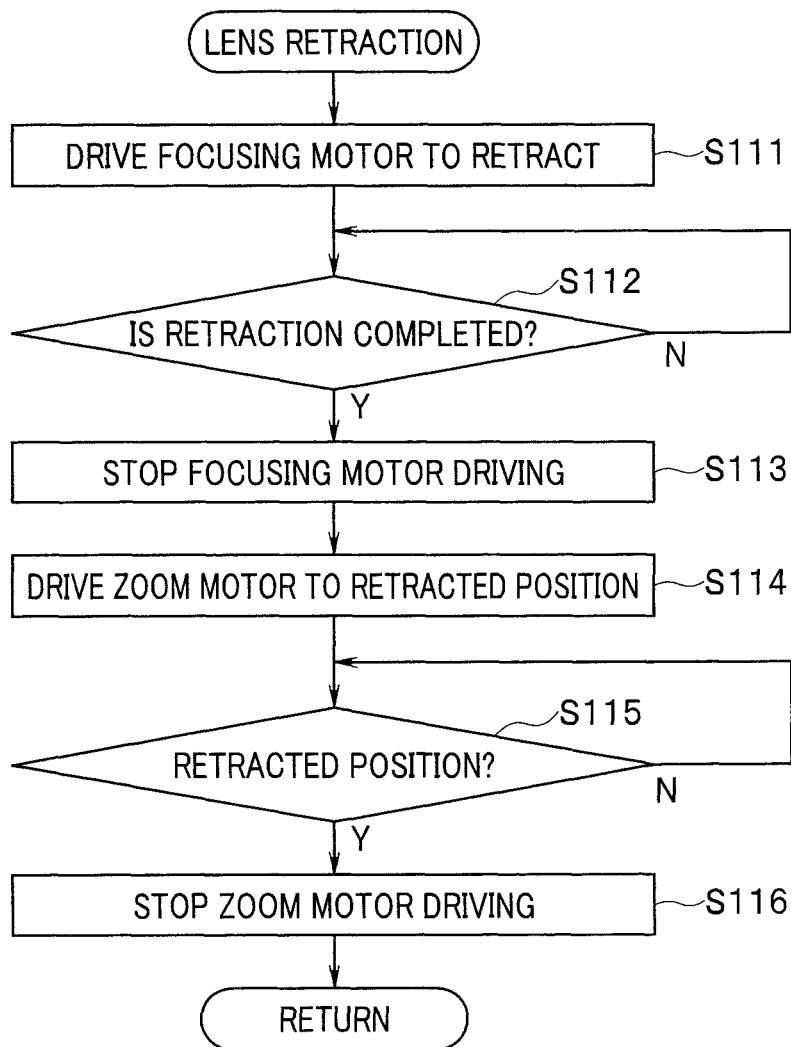 LENS RETRACTION
DRIVE FOCUSING MOTOR TO RETRACT
S111
S112
IS RETRACTION COMPLETED?
N
Y
STOP FOCUSING MOTOR DRIVING
S113
DRIVE ZOOM MOTOR TO RETRACTED POSITION
S114
S115
RETRACTED POSITION?
N
Y
STOP ZOOM MOTOR DRIVING
S116
RETURN